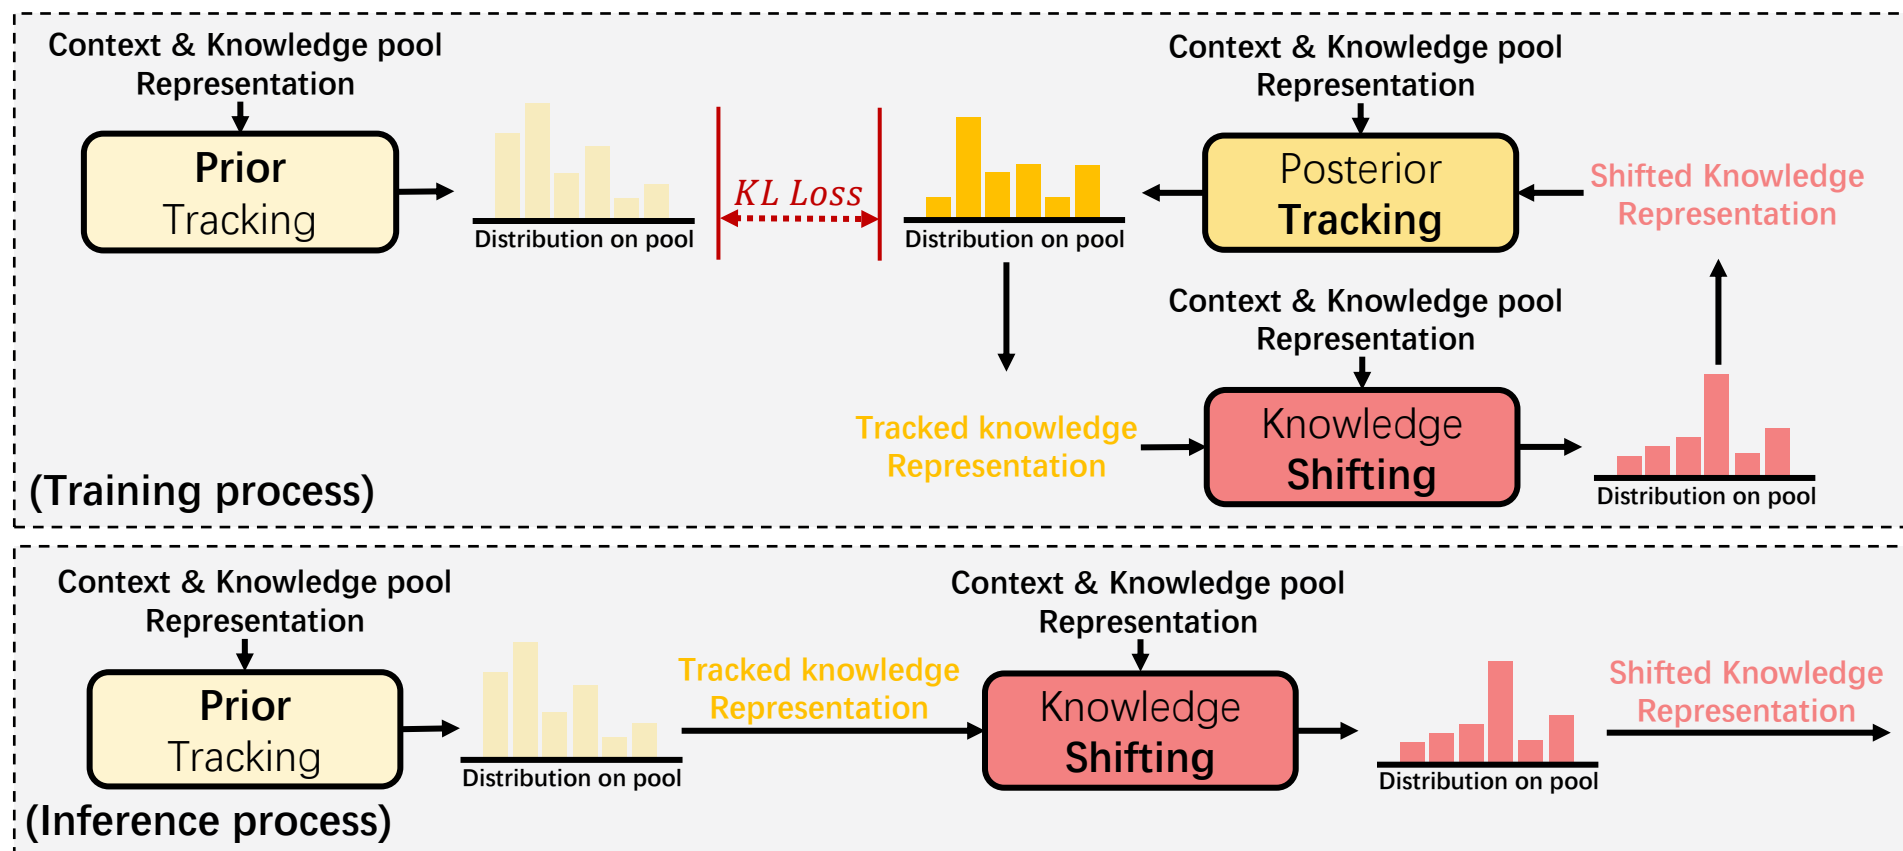 Context & Knowledge pool
Representation
Prior
Tracking
Distribution on pool
KL Loss
Distribution on pool
Context & Knowledge pool
Representation
Posterior
Tracking
Shifted Knowledge
Representation
Context & Knowledge pool
Representation
Tracked knowledge
Representation
Knowledge
Shifting
Distribution on pool
(Training process)
Context & Knowledge pool
Representation
Prior
Tracking
Distribution on pool
Tracked knowledge
Representation
Context & Knowledge pool
Representation
Knowledge
Shifting
Distribution on pool
Shifted Knowledge
Representation
(Inference process)